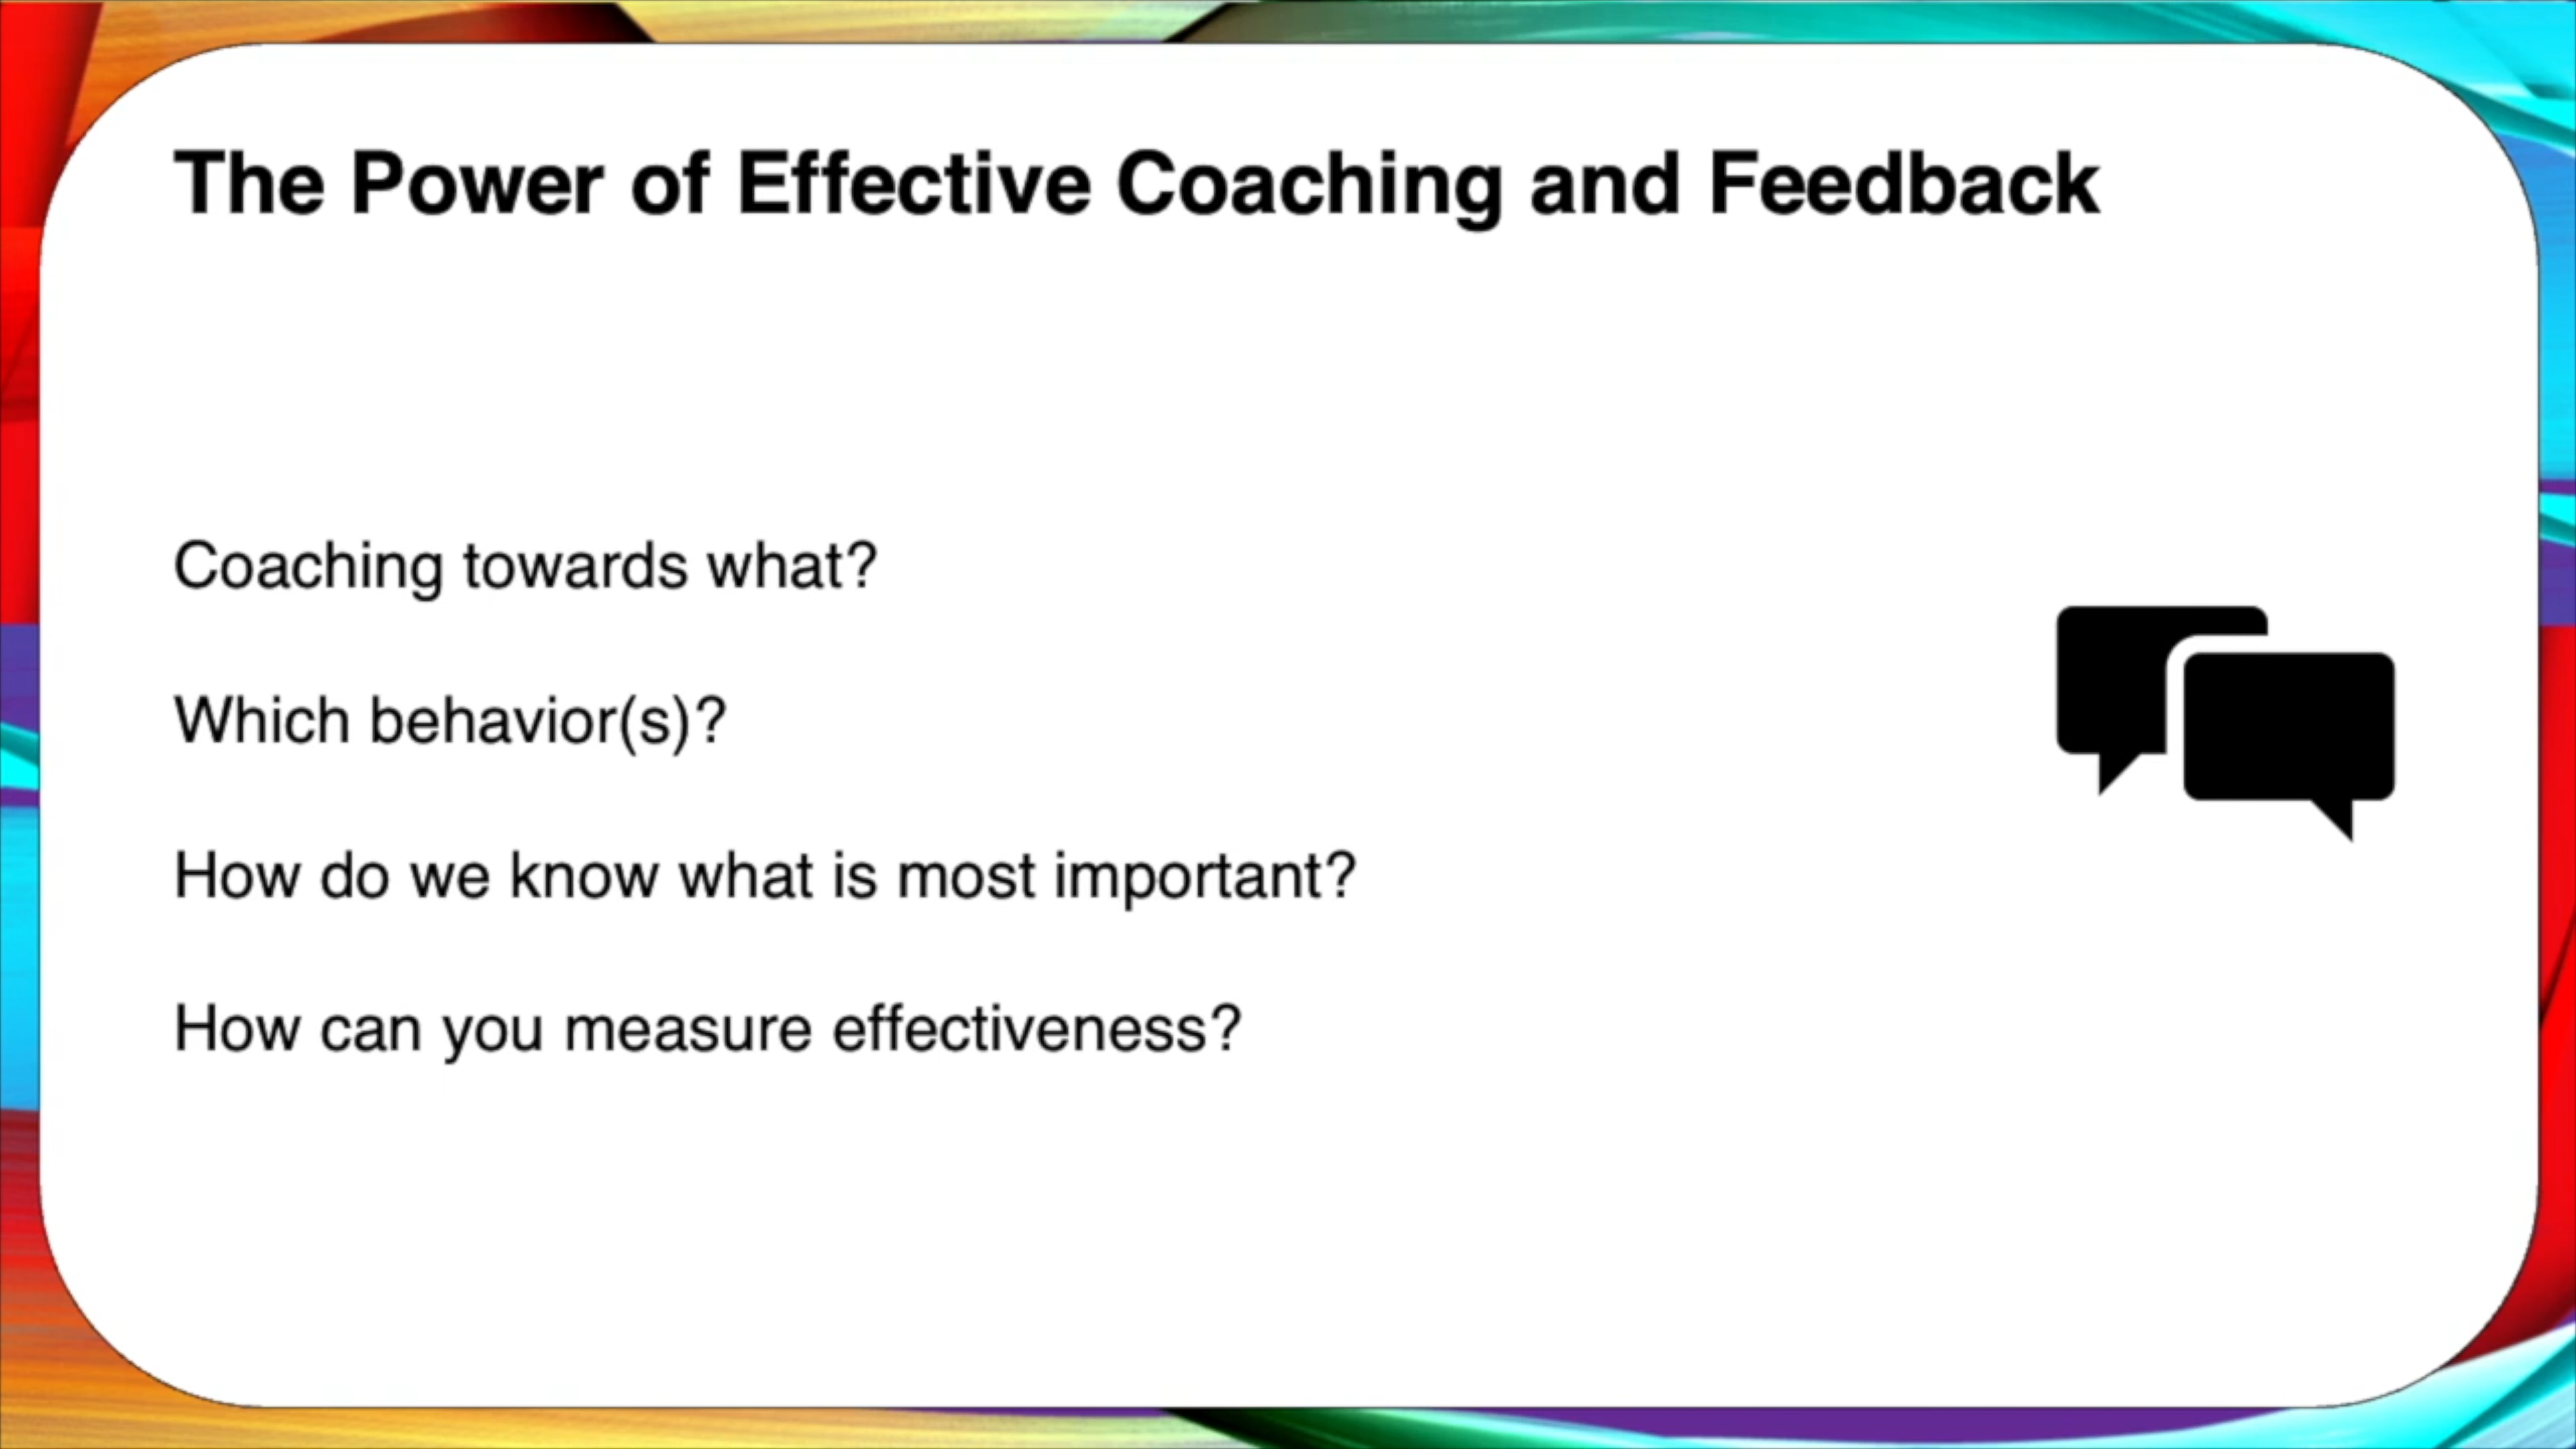 The Power of Effective Coaching and Feedback
Coaching towards what?
Which behavior(s)?
How do we know what is most important?
How can you measure effectiveness?